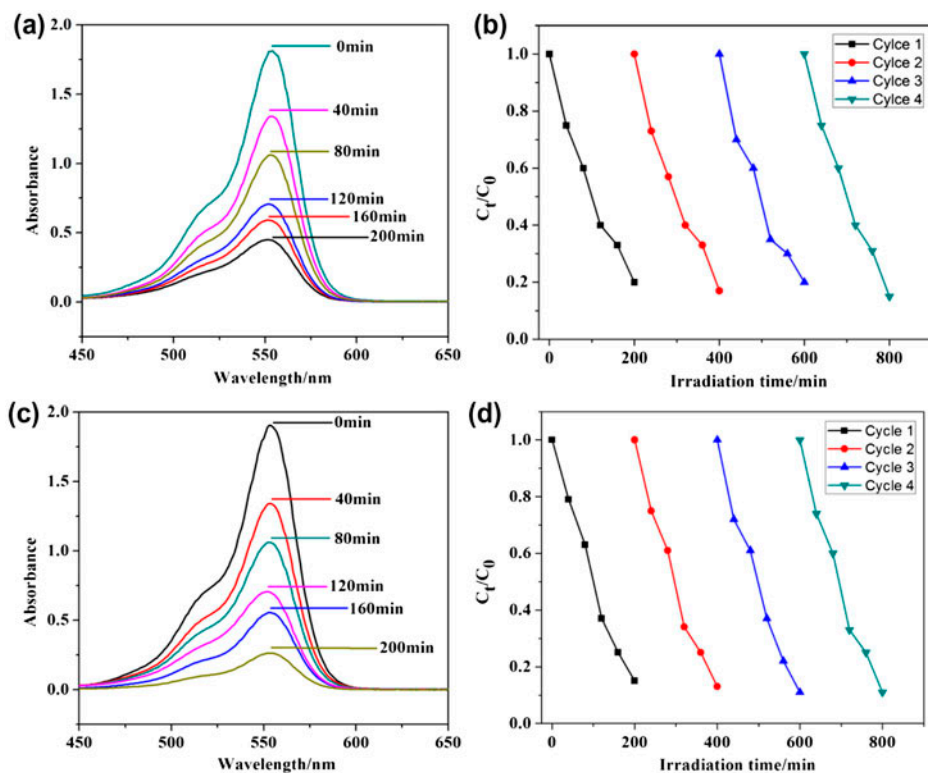 (a)
2.0
1.5
1.0
0.5
0.0
Absorbance
0min
40min
80min
120min
160min
200min
450 500 550 600 650
Wavelength/nm
(b)
1.0
0.8
0.6
0.4
0.2
0.0
Ct/C0
Cylce 1
Cylce 2
Cylce 3
Cylce 4
0 200 400 600 800
Irradiation time/min
(c)
2.0
1.5
1.0
0.5
0.0
Absorbance
0min
40min
80min
120min
160min
200min
450 500 550 600 650
Wavelength/nm
(d)
1.0
0.8
0.6
0.4
0.2
0.0
Ct/C0
Cycle 1
Cycle 2
Cycle 3
Cycle 4
0 200 400 600 800
Irradiation time/min